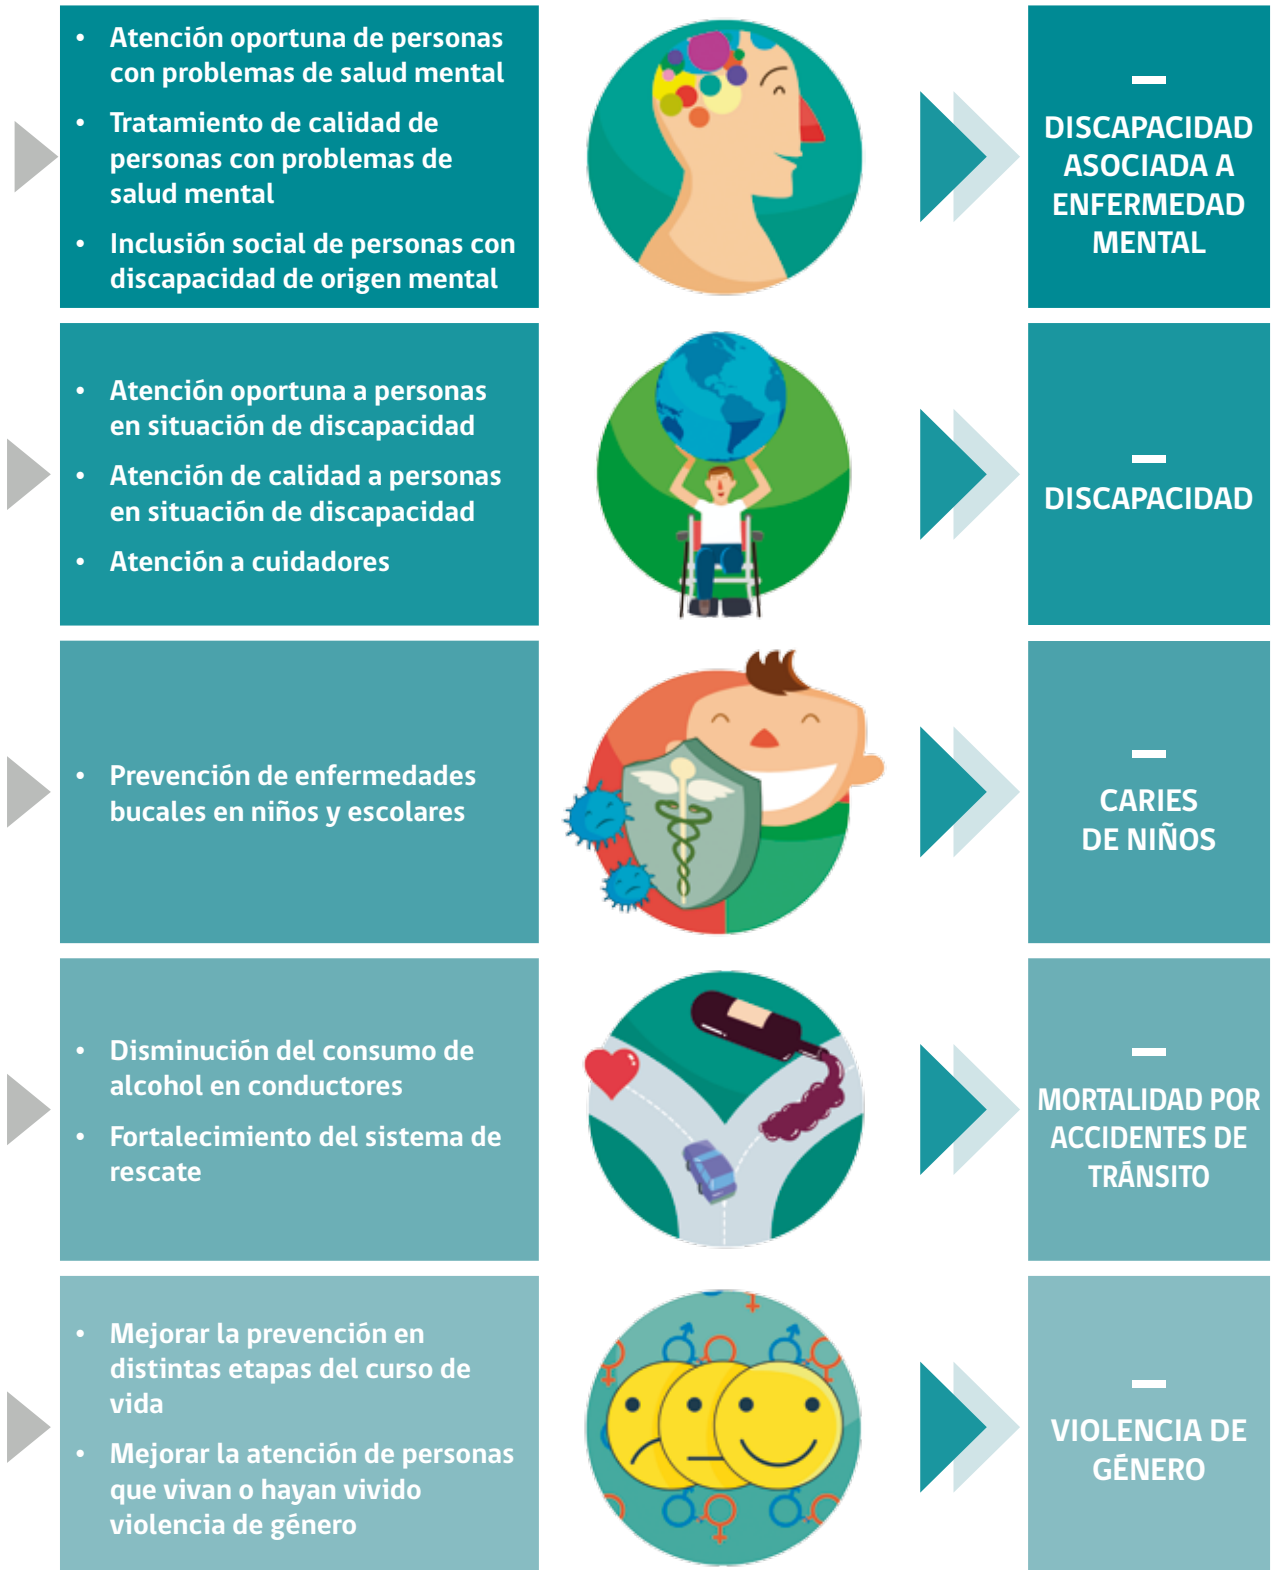 • Atención oportuna de personas
con problemas de salud mental
• Tratamiento de calidad de
personas con problemas de
salud mental
• Inclusión social de personas con
discapacidad de origen mental
–
DISCAPACIDAD
ASOCIADA A
ENFERMEDAD
MENTAL
• Atención oportuna a personas
en situación de discapacidad
• Atención de calidad a personas
en situación de discapacidad
• Atención a cuidadores
–
DISCAPACIDAD
• Prevención de enfermedades
bucales en niños y escolares
–
CARIES
DE NIÑOS
• Disminución del consumo de
alcohol en conductores
• Fortalecimiento del sistema de
rescate
–
MORTALIDAD POR
ACCIDENTES DE
TRÁNSITO
• Mejorar la prevención en
distintas etapas del curso de
vida
• Mejorar la atención de personas
que vivan o hayan vivido
violencia de género
–
VIOLENCIA DE
GÉNERO